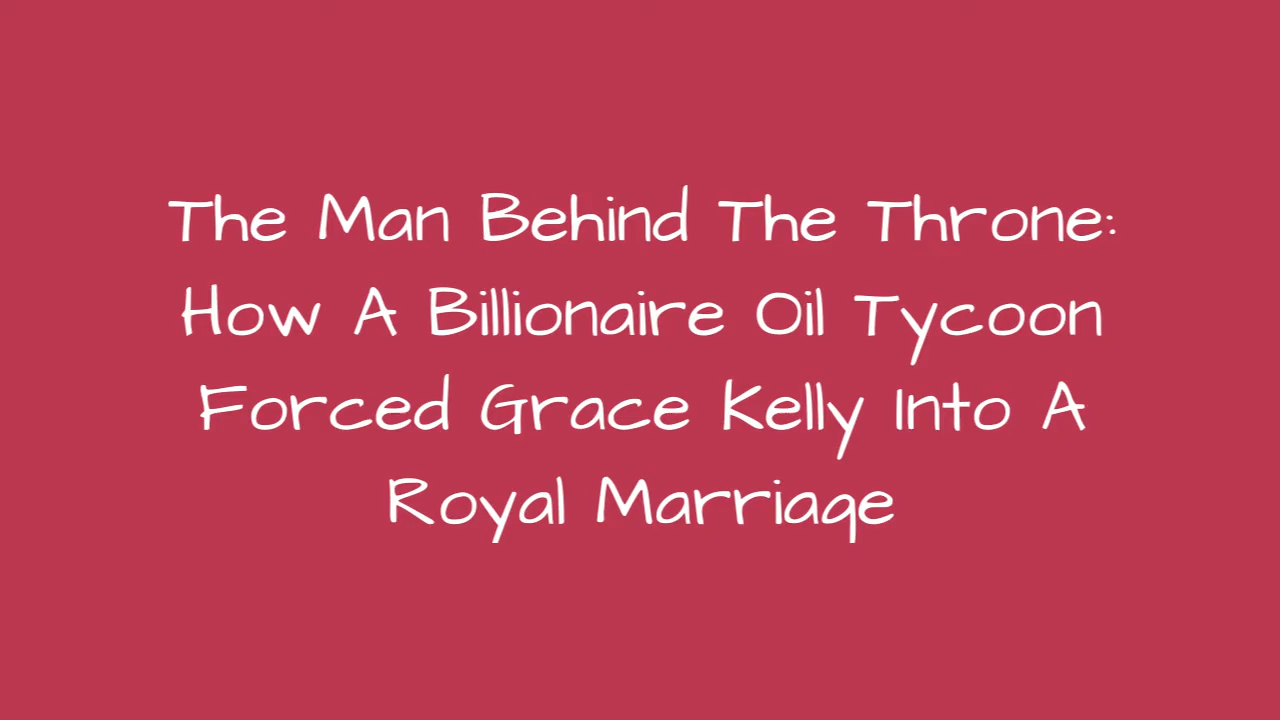 The Man Behind The Throne:
How A Billionaire Oil Tycoon
Forced Grace Kelly Into A
Royal Marriage